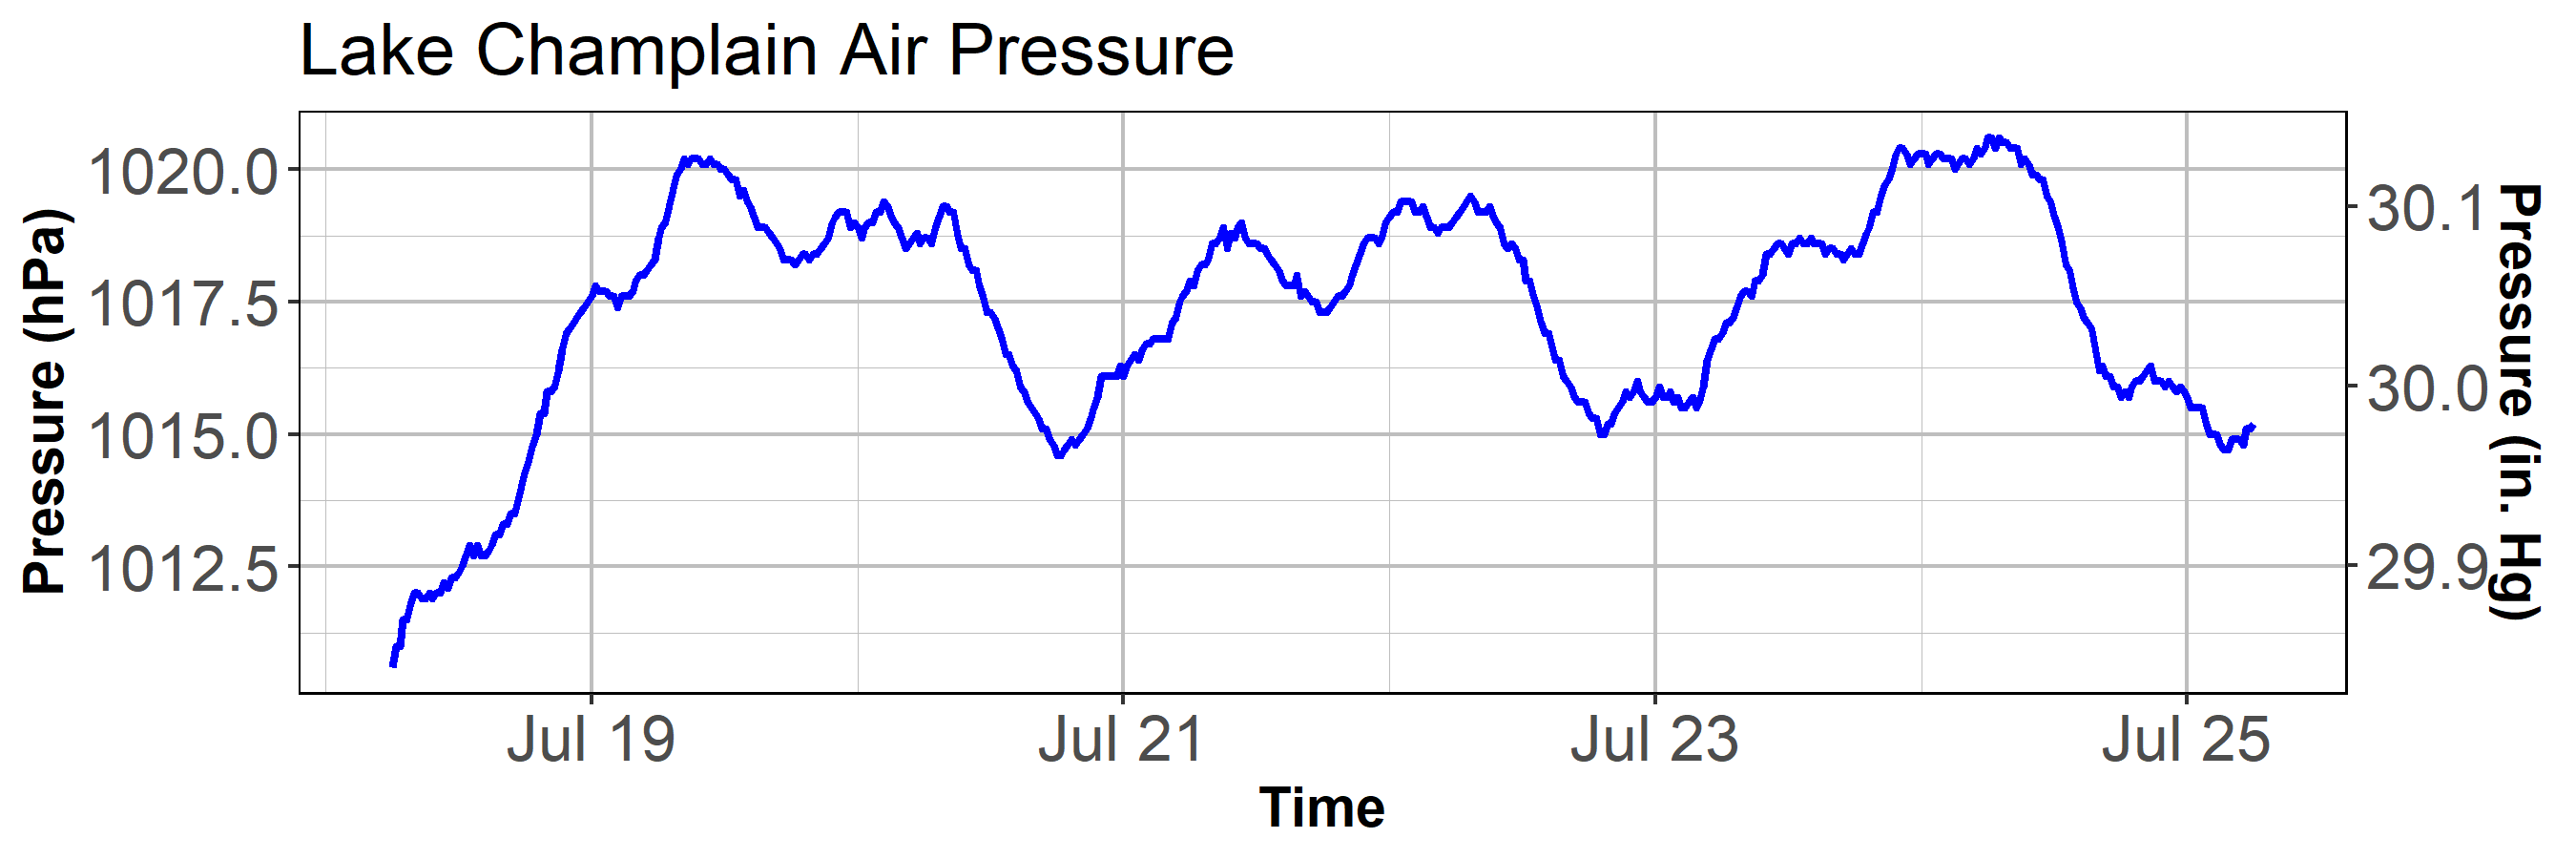 Lake Champlain Air Pressure
Pressure (hPa)
1020.0
1017.5
1015.0
1012.5
30.1
30.0
29.9
Pressure (in. Hg)
Jul 19
Jul 21
Jul 23
Jul 25
Time